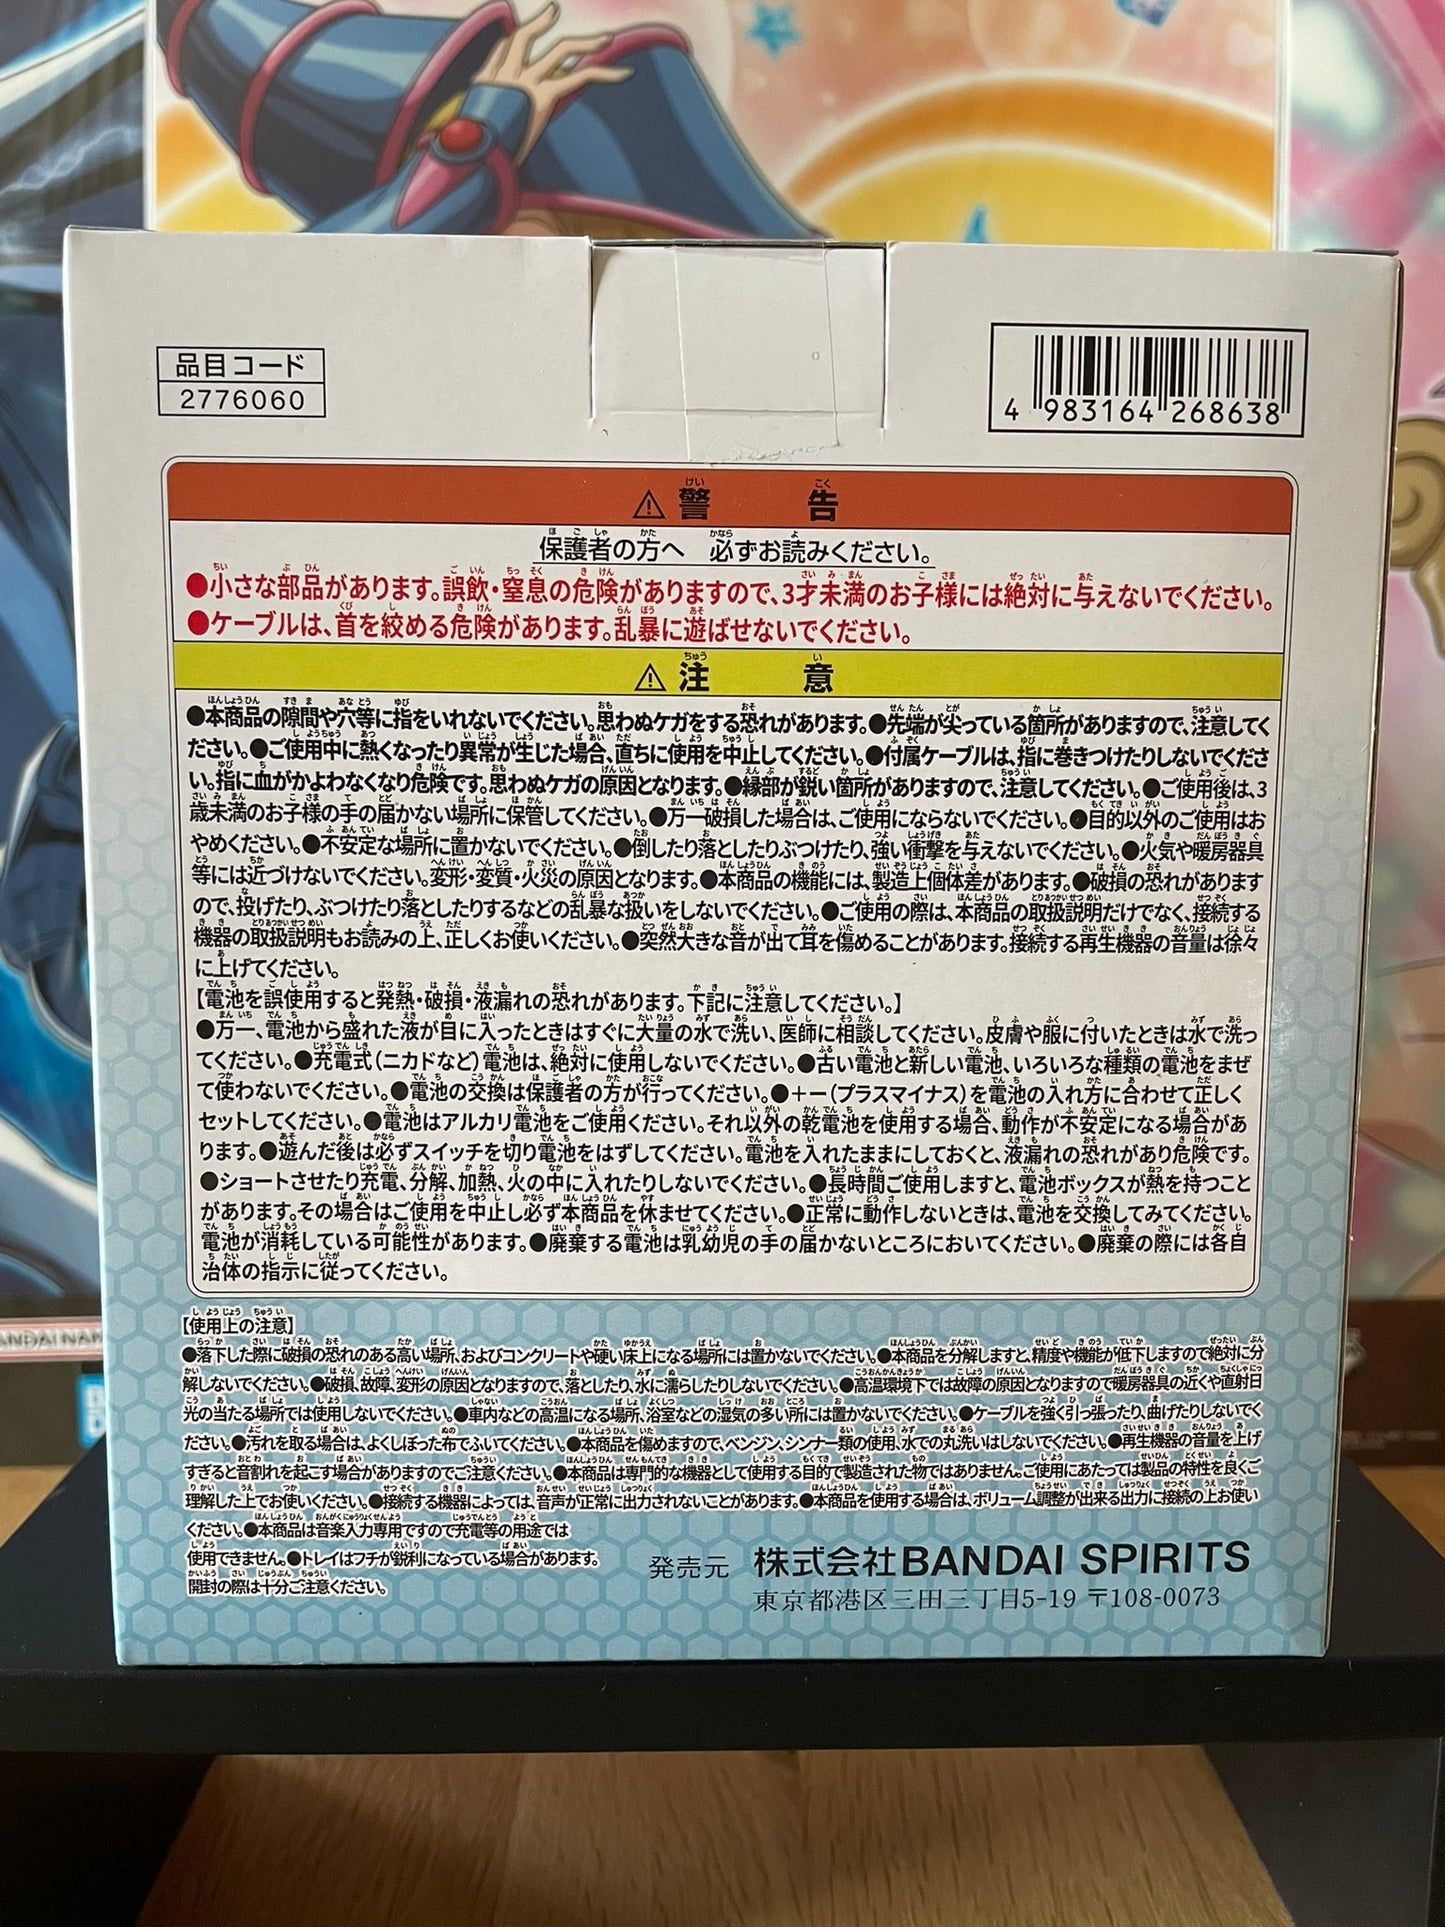 品目コード
2776060
4 983164 268638
⚠警告
保護者の方へ 必ずお読みください。
●小さな部品があります。誤飲・窒息の危険がありますので、3才未満のお子様には絶対に与えないでください。
●ケーブルは、首を絞める危険があります。乱暴に遊ばせないでください。
⚠注意
●本商品の隙間や穴等に指をいれないでください。思わぬケガをする恐れがあります。●先端が尖っている箇所がありますので、注意してく
ださい。●ご使用中に熱くなったり異常が生じた場合、直ちに使用を中止してください。●付属ケーブルは、指に巻きつけたりしないでくださ
い。指に血がかよわなくなり危険です。思わぬケガの原因となります。●縁部が鋭い箇所がありますので、注意してください。●ご使用後は、3
歳未満のお子様の手の届かない場所に保管してください。●万一破損した場合は、ご使用にならないでください。●目的以外のご使用はお
やめください。●不安定な場所に置かないでください。●倒したり落としたりぶつけたり、強い衝撃を与えないでください。●火気や暖房器具
等には近づけないでください。変形・変質・火災の原因となります。●本商品の機能には、製造上個体差があります。●破損の恐れがあります
ので、投げたり、ぶつけたり落としたりするなどの乱暴な扱いをしないでください。●ご使用の際は、本商品の取扱説明だけでなく、接続する
機器の取扱説明もお読みの上、正しくお使いください。●突然大きな音が出て耳を傷めることがあります。接続する再生機器の音量は徐々
に上げてください。
【電池を誤使用すると発熱・破損・液漏れの恐れがあります。下記に注意してください。】
●万一、電池から盛れた液が目に入ったときはすぐに大量の水で洗い、医師に相談してください。皮膚や服に付いたときは水で洗っ
てください。●充電式（ニカドなど）電池は、絶対に使用しないでください。●古い電池と新しい電池、いろいろな種類の電池をまぜ
て使わないでください。●電池の交換は保護者の方が行ってください。●＋－（プラスマイナス）を電池の入れ方に合わせて正しく
セットしてください。●電池はアルカリ電池をご使用ください。それ以外の乾電池を使用する場合、動作が不安定になる場合があ
ります。●遊んだ後は必ずスイッチを切り電池をはずしてください。電池を入れたままにしておくと、液漏れの恐れがあり危険です。
●ショートさせたり充電、分解、加熱、火の中に入れたりしないでください。●長時間ご使用しますと、電池ボックスが熱を持つこと
があります。その場合はご使用を中止し必ず本商品を休ませてください。●正常に動作しないときは、電池を交換してみてください。
電池が消耗している可能性があります。●廃棄する電池は乳幼児の手の届かないところにおいてください。●廃棄の際には各自
治体の指示に従ってください。
【使用上の注意】
●落下した際に破損の恐れのある高い場所、およびコンクリートや硬い床上になる場所には置かないでください。●本商品を分解しますと、精度や機能が低下しますので絶対に分
解しないでください。●破損、故障、変形の原因となりますので、落としたり、水に濡らしたりしないでください。●高温環境下では故障の原因となりますので暖房器具の近くや直射日
光の当たる場所では使用しないでください。●車内などの高温になる場所、浴室などの湿気の多い所には置かないでください。●ケーブルを強く引っ張ったり、曲げたりしないでく
ださい。●汚れを取る場合は、よくしぼった布でふいてください。●本商品を傷めますので、ベンジン、シンナー類の使用、水での丸洗いはしないでください。●再生機器の音量を上げ
すぎると音割れを起こす場合がありますのでご注意ください。●本商品は専門的な機器として使用する目的で製造された物ではありません。ご使用にあたっては製品の特性を良くご
理解した上でお使いください。●接続する機器によっては、音声が正常に出力されないことがあります。●本商品を使用する場合は、ボリューム調整が出来る出力に接続の上お使い
ください。●本商品は音楽入力専用ですので充電等の用途では
使用できません。●トレイはフチが鋭利になっている場合があります。
開封の際は十分ご注意ください。
発売元 株式会社BANDAI SPIRITS
東京都港区三田三丁目5-19 〒108-0073